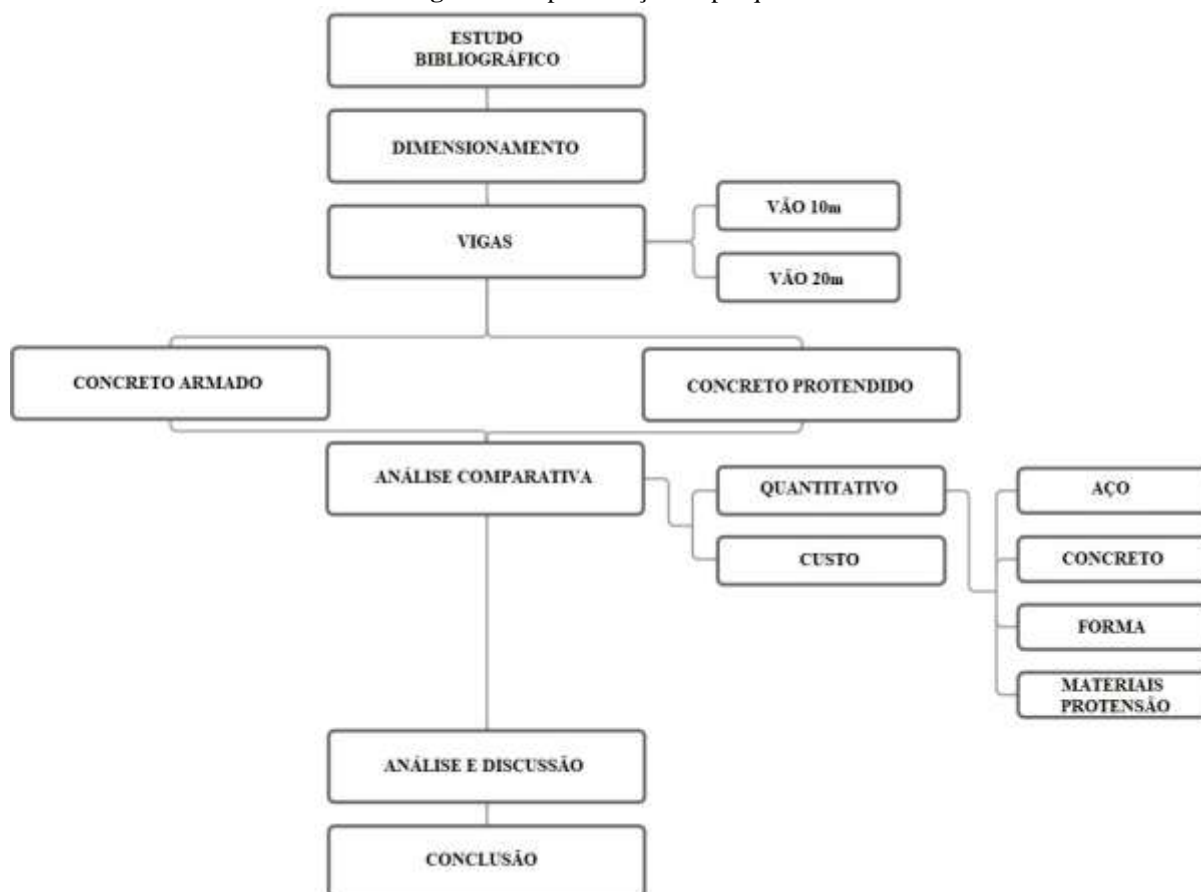 ESTUDO
BIBLIOGRÁFICO
DIMENSIONAMENTO
VIGAS
VÃO 10m
VÃO 20m
CONCRETO ARMADO
CONCRETO PROTENDIDO
ANÁLISE COMPARATIVA
QUANTITATIVO
CUSTO
AÇO
CONCRETO
FORMA
MATERIAIS
PROTENSÃO
ANÁLISE E DISCUSSÃO
CONCLUSÃO